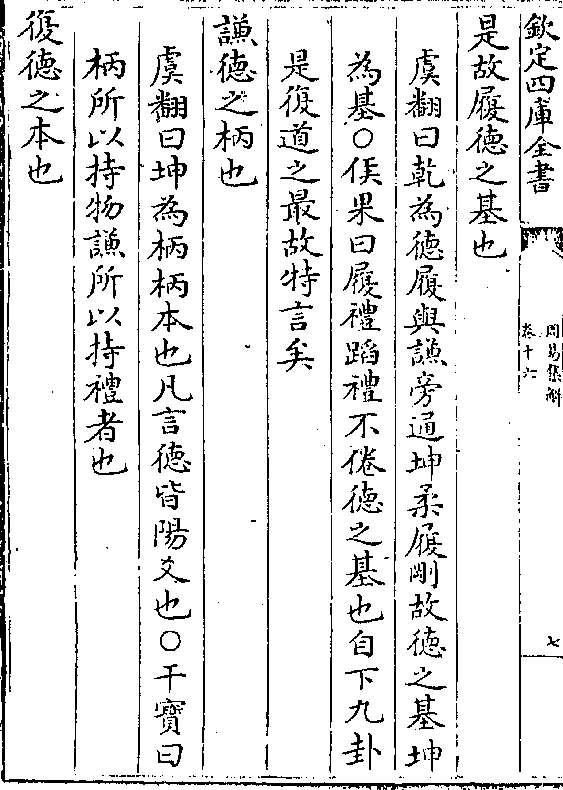 欽定四庫全書
周易集解
卷十六
七
是故履德之基也
虞翻曰乾為德履與謙旁通坤柔履剛故德之基坤
為基○侯果曰履禮蹈禮不倦德之基也自下九卦
是復道之最故特言矣
謙德之柄也
虞翻曰坤為柄柄本也凡言德皆陽爻也○干寶曰
柄所以持物謙所以持禮者也
復德之本也